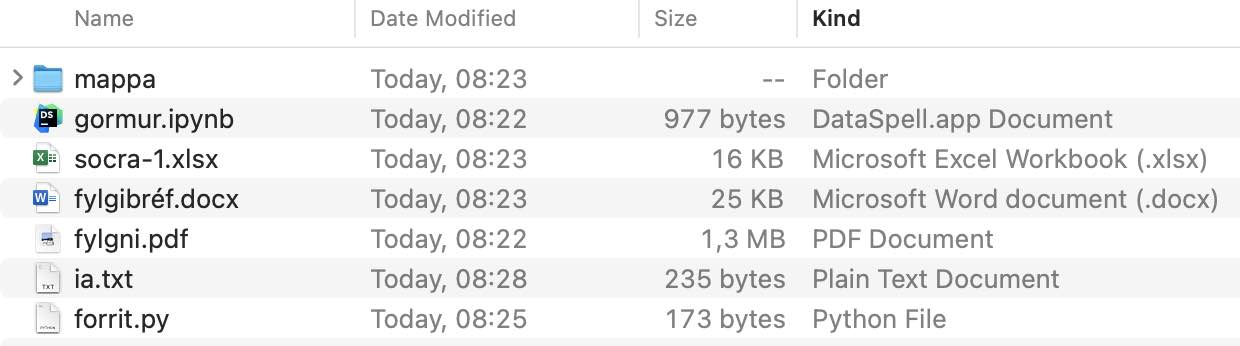 Name Date Modified Size Kind
mappa Today, 08:23 -- Folder
gormur.ipynb Today, 08:22 977 bytes DataSpell.app Document
socra-1.xlsx Today, 08:23 16 KB Microsoft Excel Workbook (.xlsx)
fylgibréf.docx Today, 08:23 25 KB Microsoft Word document (.docx)
fylgni.pdf Today, 08:22 1,3 MB PDF Document
ia.txt Today, 08:28 235 bytes Plain Text Document
forrit.py Today, 08:25 173 bytes Python File